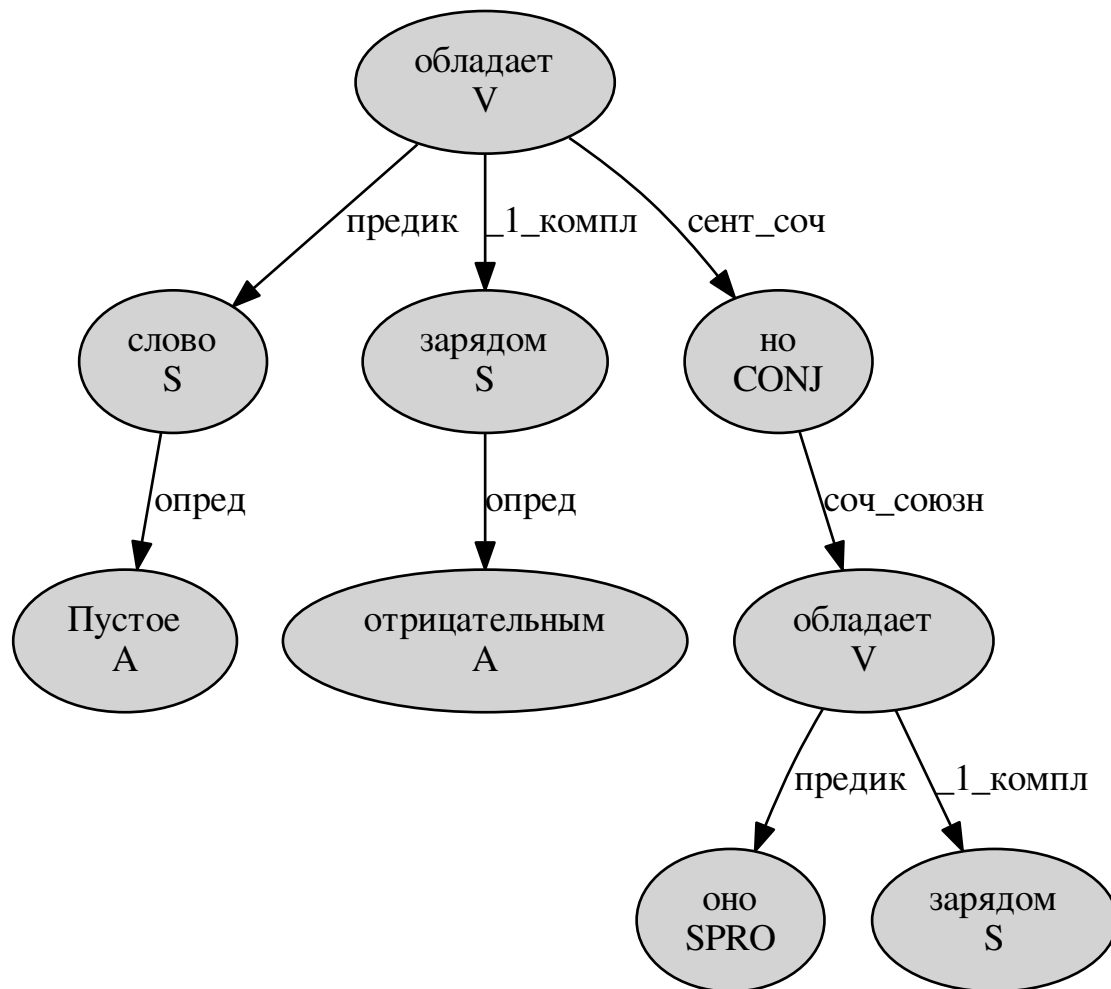 обладает
V
предик
_1_компл
сент_соч
слово
S
зарядом
S
но
CONJ
опред
опред
соч_союзн
Пустое
A
отрицательным
A
обладает
V
предик
_1_компл
оно
SPRO
зарядом
S